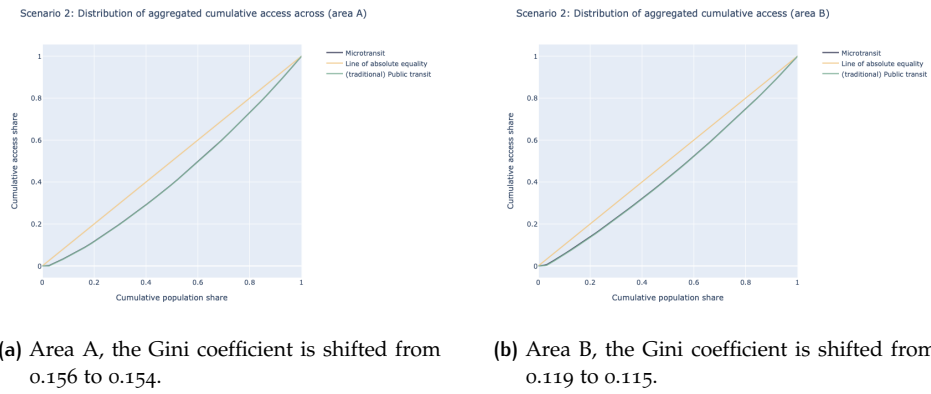 Scenario 2: Distribution of aggregated cumulative access across (area A)
Microtransit
Line of absolute equality
(traditional) Public transit
Cumulative access share
1
0.8
0.6
0.4
0.2
0
0
0.2
0.4
0.6
0.8
1
Cumulative population share
(a) Area A, the Gini coefficient is shifted from
0.156 to 0.154.
Scenario 2: Distribution of aggregated cumulative access (area B)
Microtransit
Line of absolute equality
(traditional) Public transit
Cumulative access share
1
0.8
0.6
0.4
0.2
0
0
0.2
0.4
0.6
0.8
1
Cumulative population share
(b) Area B, the Gini coefficient is shifted from
0.119 to 0.115.